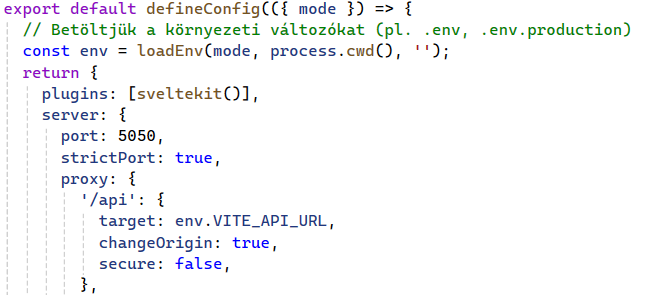 export default defineConfig(({ mode }) => {
  // Betöltjük a környezeti változókat (pl. .env, .env.production)
  const env = loadEnv(mode, process.cwd(), '');
  return {
    plugins: [sveltekit()],
    server: {
      port: 5050,
      strictPort: true,
      proxy: {
        '/api': {
          target: env.VITE_API_URL,
          changeOrigin: true,
          secure: false,
        },